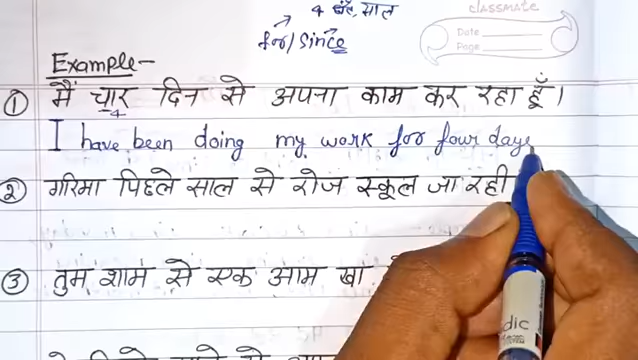 4 घंटे, साल
classmate
for/since
Date
Page
Example-
① मैं चार दिन से अपना काम कर रहा हूँ।
4
I have been doing my work for four days
② गरिमा पिछले साल से रोज स्कूल जा रही
③ तुम शाम से एक आम खा